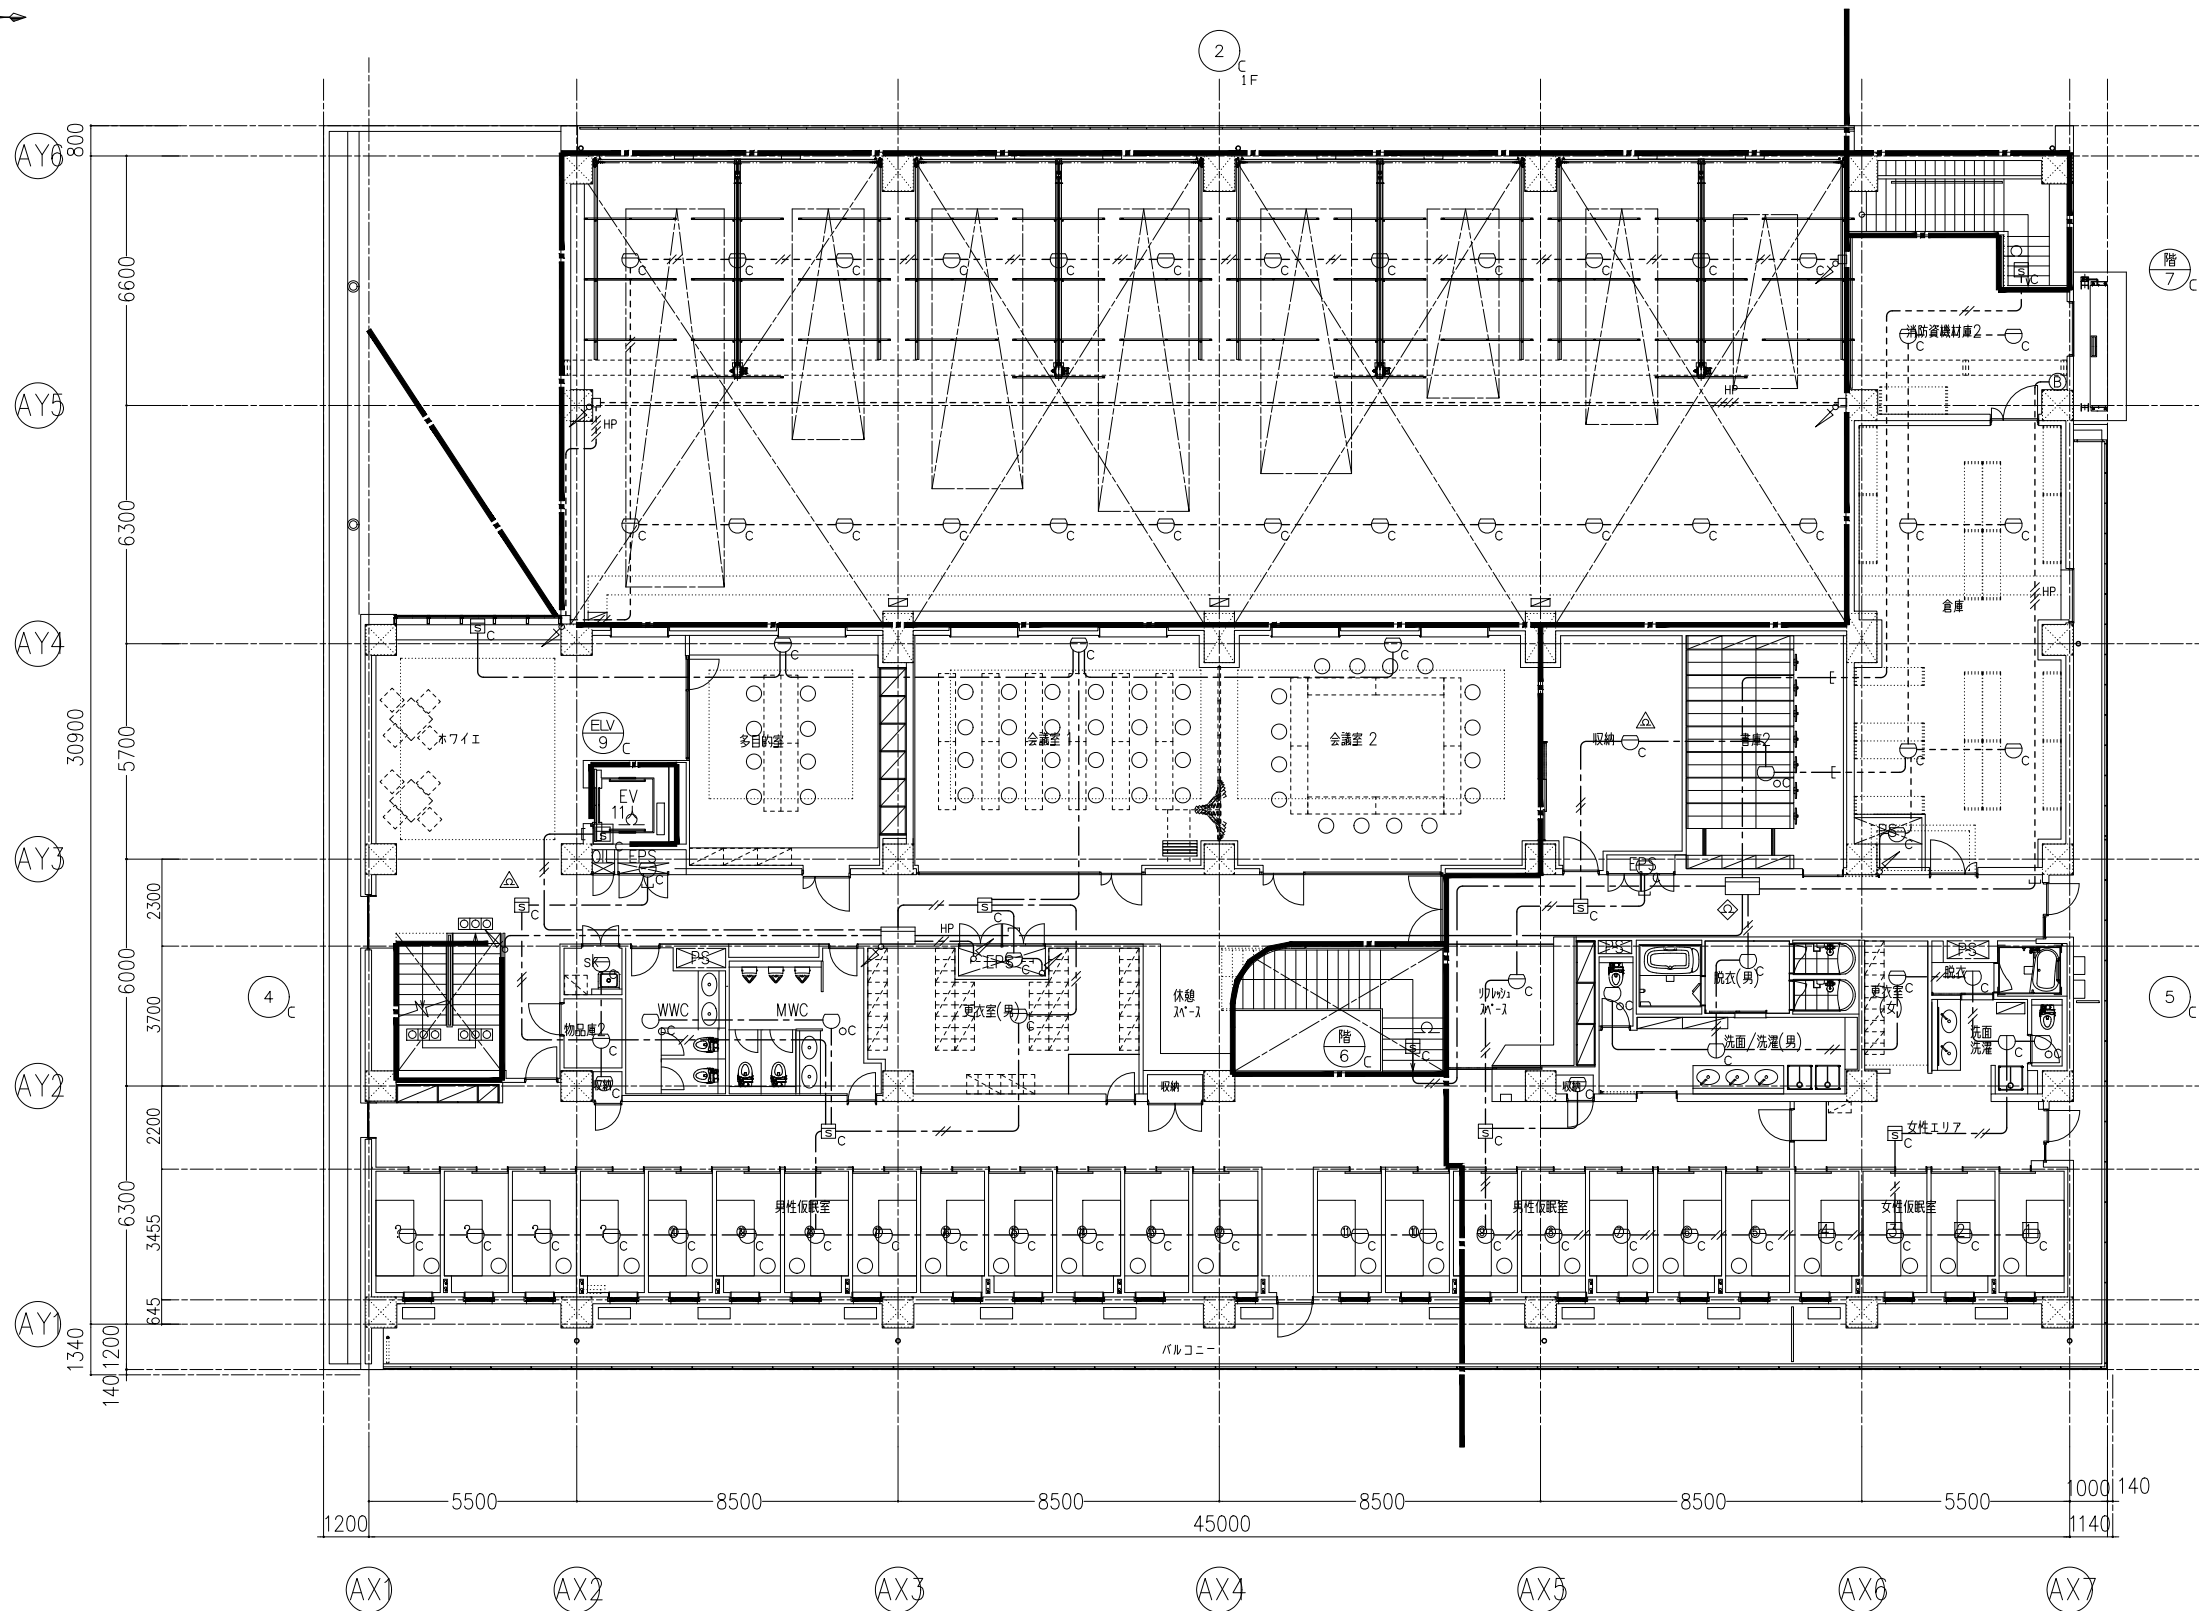 2
C
1F
AY6
AY5
AY4
AY3
AY2
AY1
800
6600
6300
30900
5700
2300
6000
3700
2200
6300
3455
645
1340
1200
140
階
7
C
消防資機材庫2
B
HP
HP
HP
倉庫
ホワイエ
ELV
9
C
EV
11人
多目的室
会議室 1
会議室 2
収納
書庫2
PS
EPS
EPS
HP
4
C
5
C
SK
PS
EPS
WWC
MWC
物品庫2
更衣室(男)
休憩
スペース
階
6
C
リフレッシュ
スペース
PS
脱衣(男)
洗面/洗濯(男)
更衣室
(女)
PS
脱衣
洗面
洗濯
収納
収納
収納
女性エリア
男性仮眠室
男性仮眠室
女性仮眠室
バルコニー
5500
8500
8500
8500
8500
5500
1000
140
1200
45000
1140
AX1
AX2
AX3
AX4
AX5
AX6
AX7